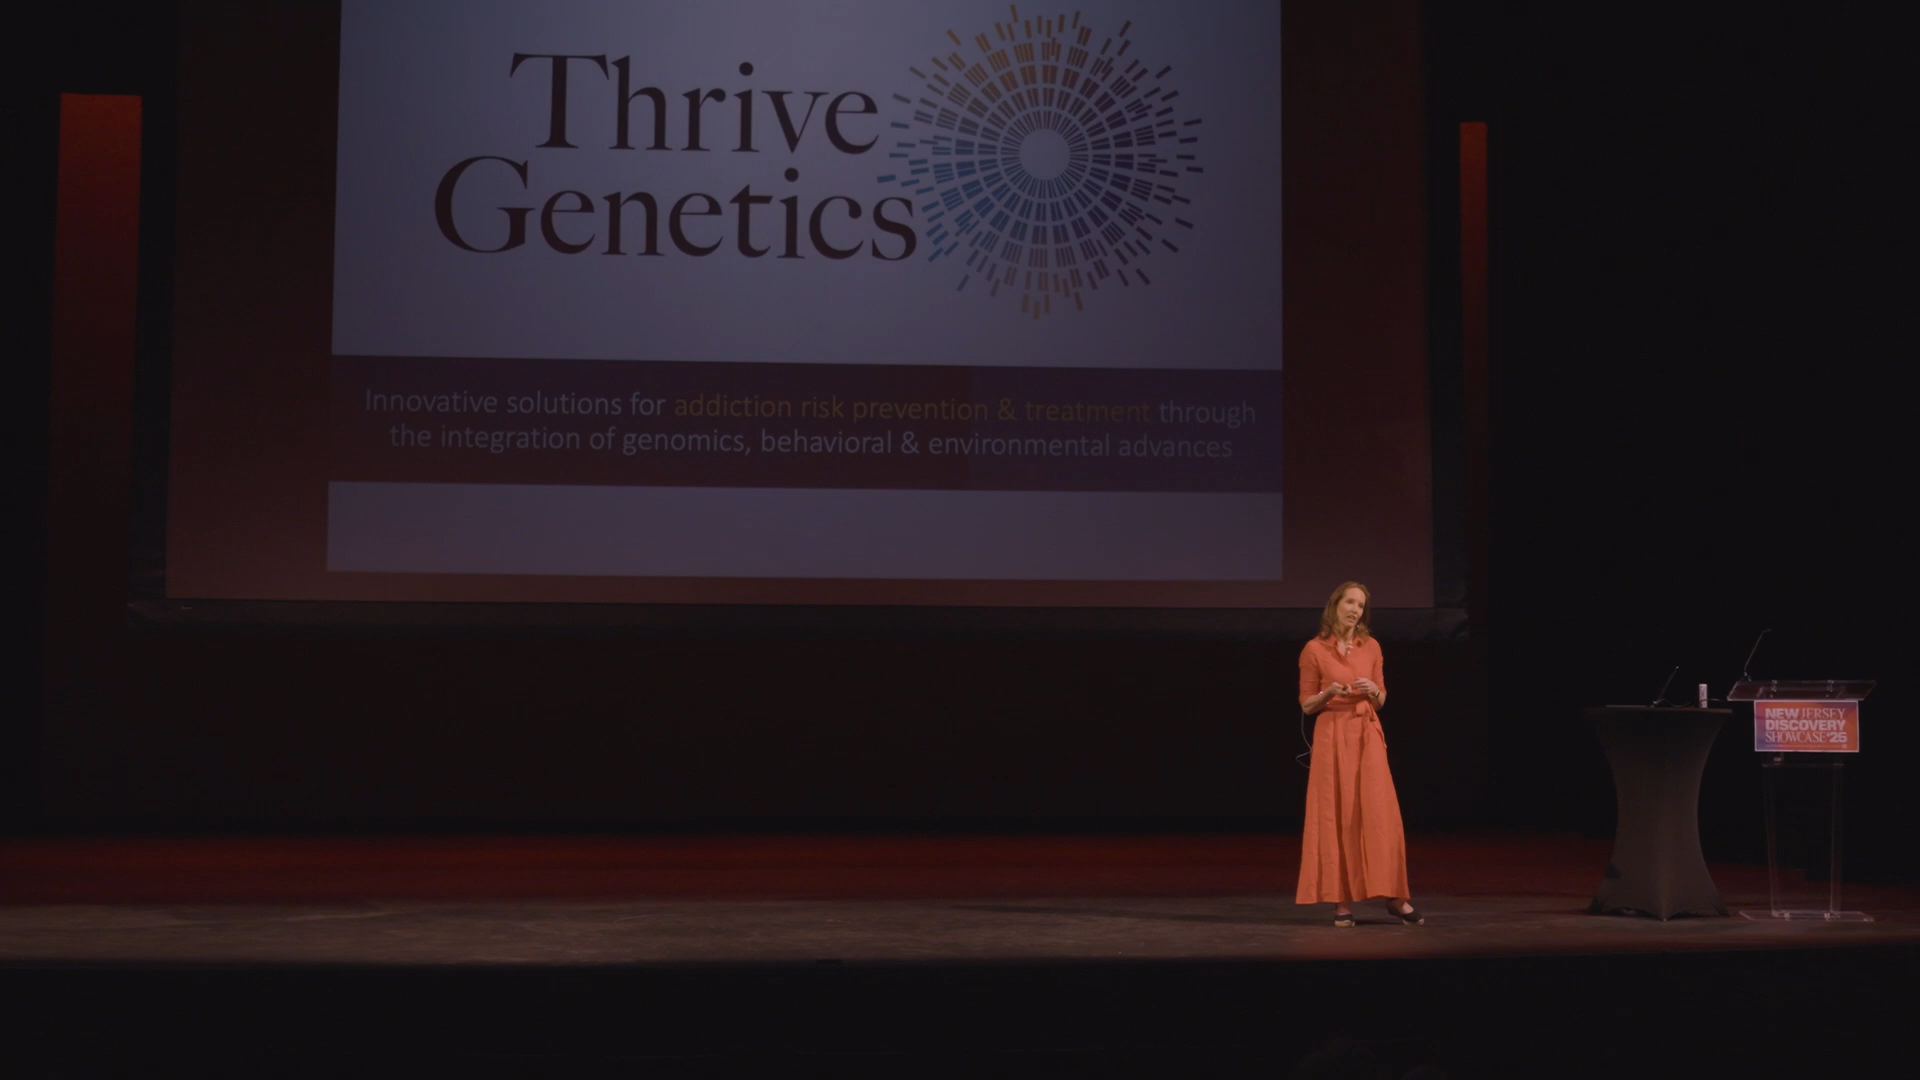 Thrive
Genetics
Innovative solutions for addiction risk prevention & treatment through
the integration of genomics, behavioral & environmental advances
NEW JERSEY
DISCOVERY
SHOWCASE'25